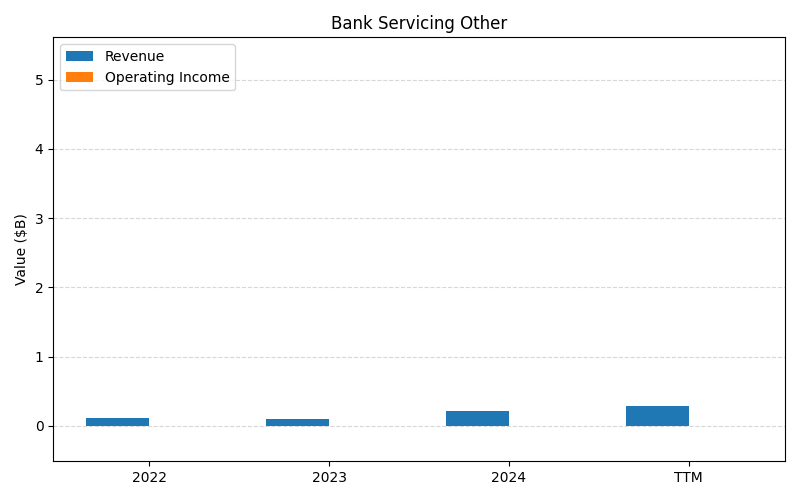 Bank Servicing Other
Revenue
Operating Income
Value ($B)
5
4
3
2
1
0
2022
2023
2024
TTM